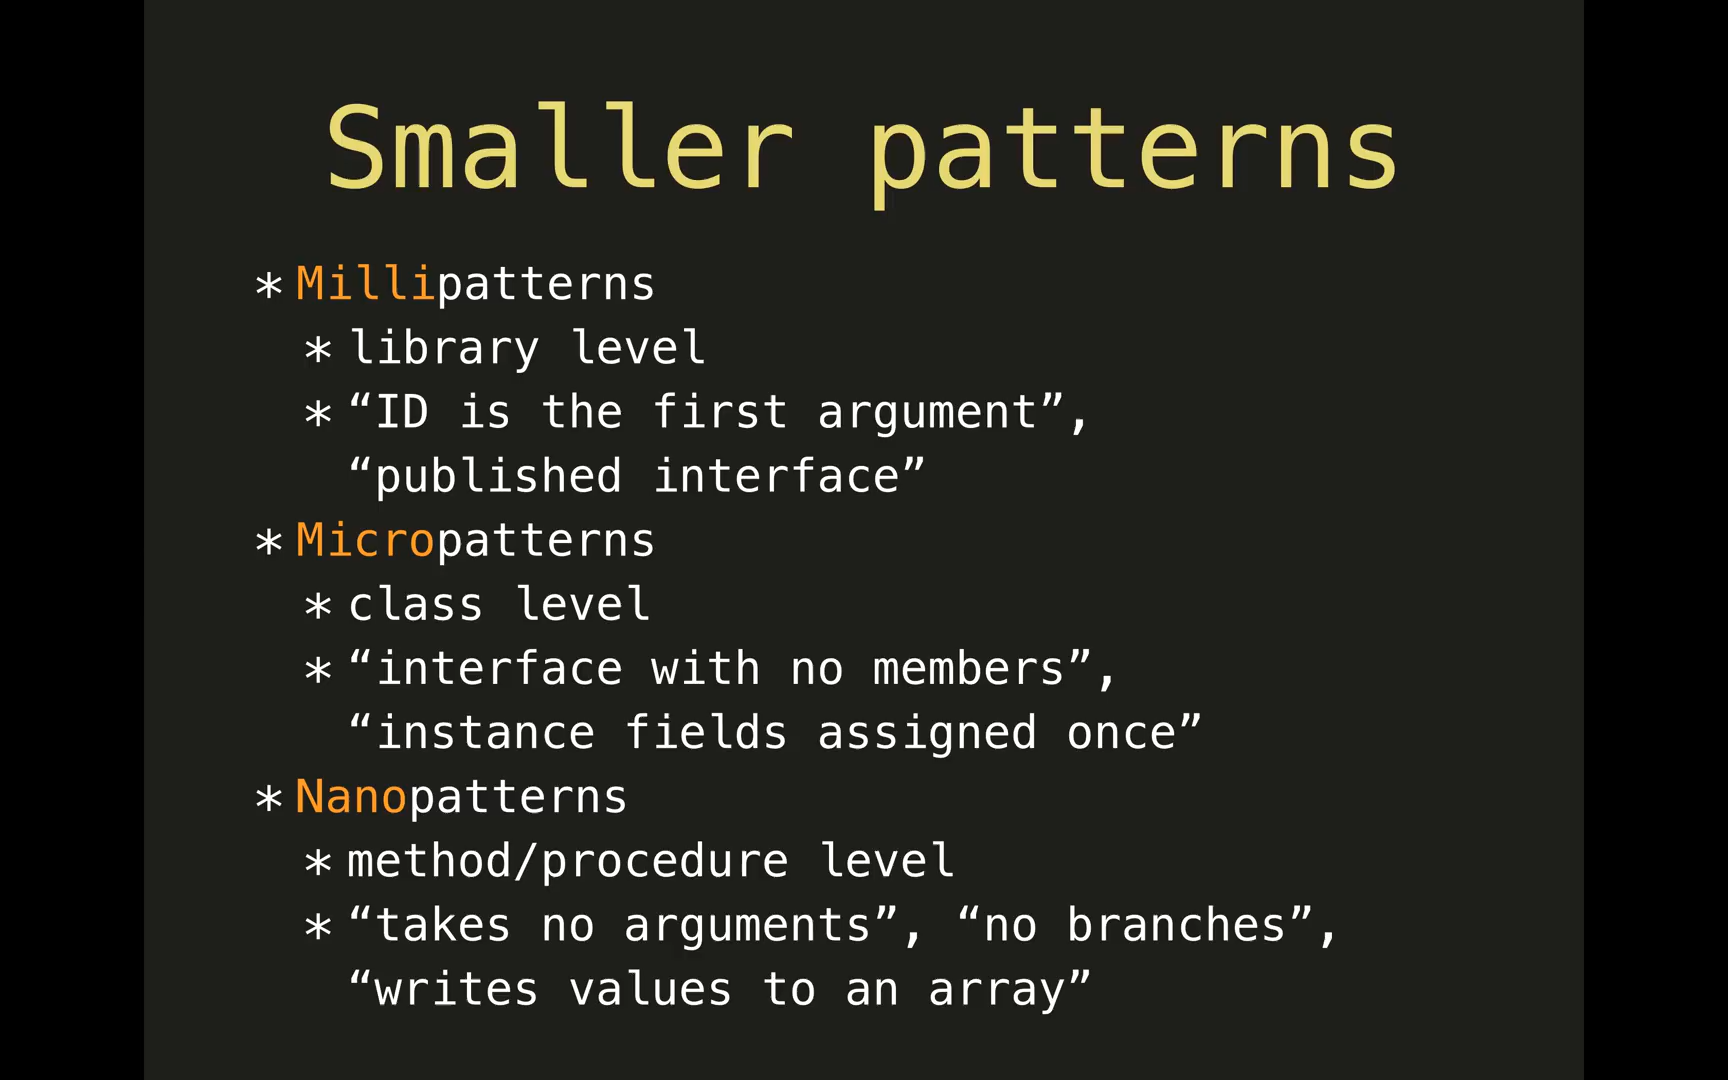 Smaller patterns
* Millipatterns
* library level
* “ID is the first argument”,
“published interface”
* Micropatterns
* class level
* “interface with no members”,
“instance fields assigned once”
* Nanopatterns
* method/procedure level
* “takes no arguments”, “no branches”,
“writes values to an array”